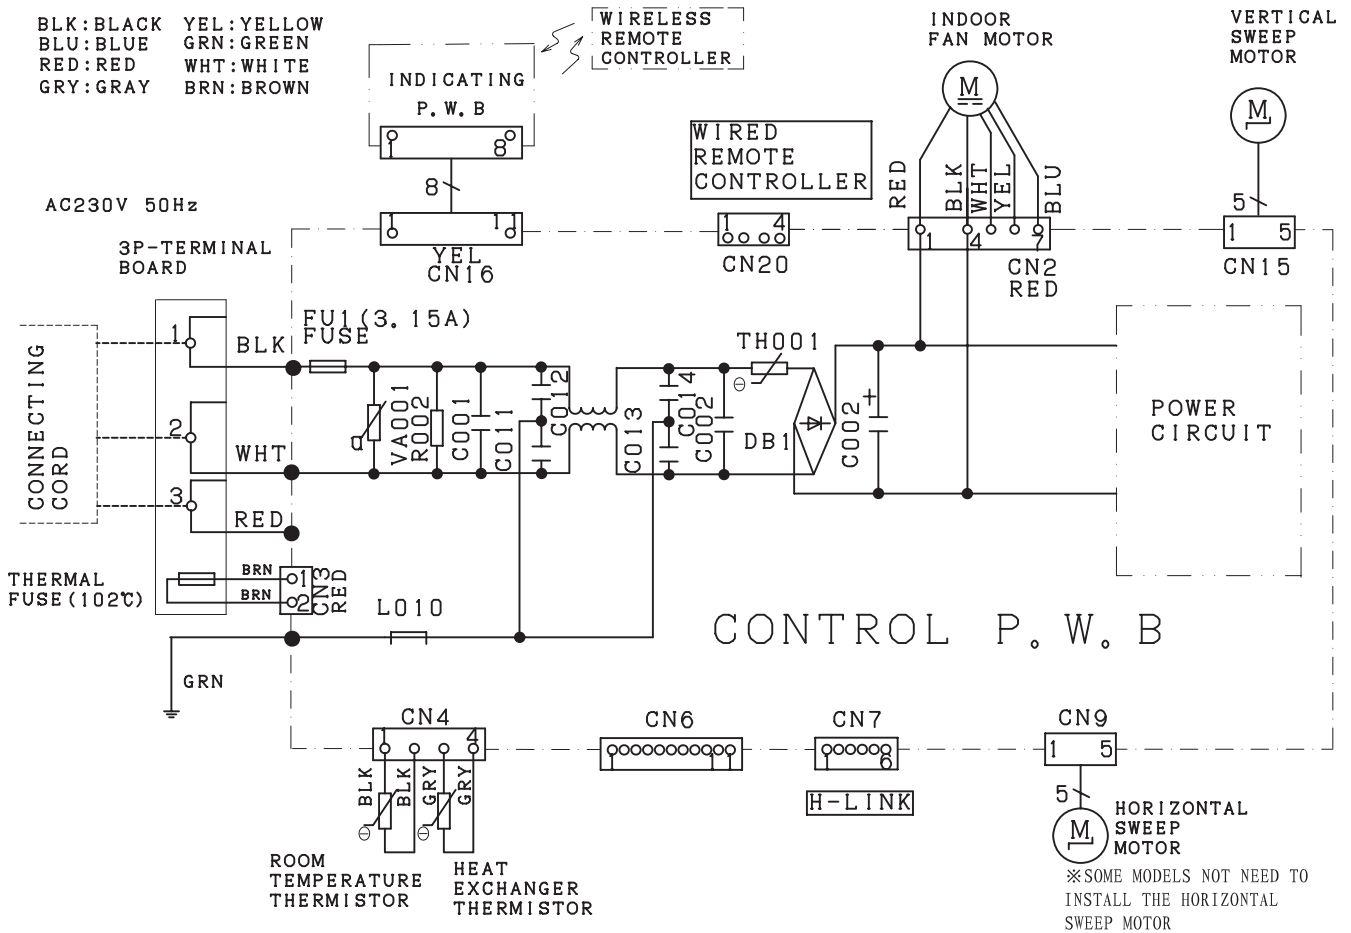 BLK:BLACK YEL:YELLOW
BLU:BLUE GRN:GREEN
RED:RED WHT:WHITE
GRY:GRAY BRN:BROWN
WIRELESS
REMOTE
CONTROLLER
INDOOR
FAN MOTOR
VERTICAL
SWEEP
MOTOR
INDICATING
P.W.B
1 8
8
1 11
YEL
CN16
M
M
WIRED
REMOTE
CONTROLLER
1 4
CN20
RED
BLK
WHT
YEL
BLU
1 4 7
CN2
RED
5
1 5
CN15
AC230V 50Hz
3P-TERMINAL
BOARD
CONNECTING
CORD
1
2
3
BLK
WHT
RED
FU1(3.15A)
FUSE
VA001
R002
C001
C011
C012
C013
C014
C002
TH001
DB1
C002
+
POWER
CIRCUIT
THERMAL
FUSE(102℃)
BRN
BRN
1
2
CN3
RED
L010
GRN
CONTROL P.W.B
CN4
1 4
BLK
BLK
GRY
GRY
ROOM
TEMPERATURE
THERMISTOR
HEAT
EXCHANGER
THERMISTOR
CN6
1 11
CN7
1 6
H-LINK
CN9
1 5
5
M
HORIZONTAL
SWEEP
MOTOR
※SOME MODELS NOT NEED TO
INSTALL THE HORIZONTAL
SWEEP MOTOR